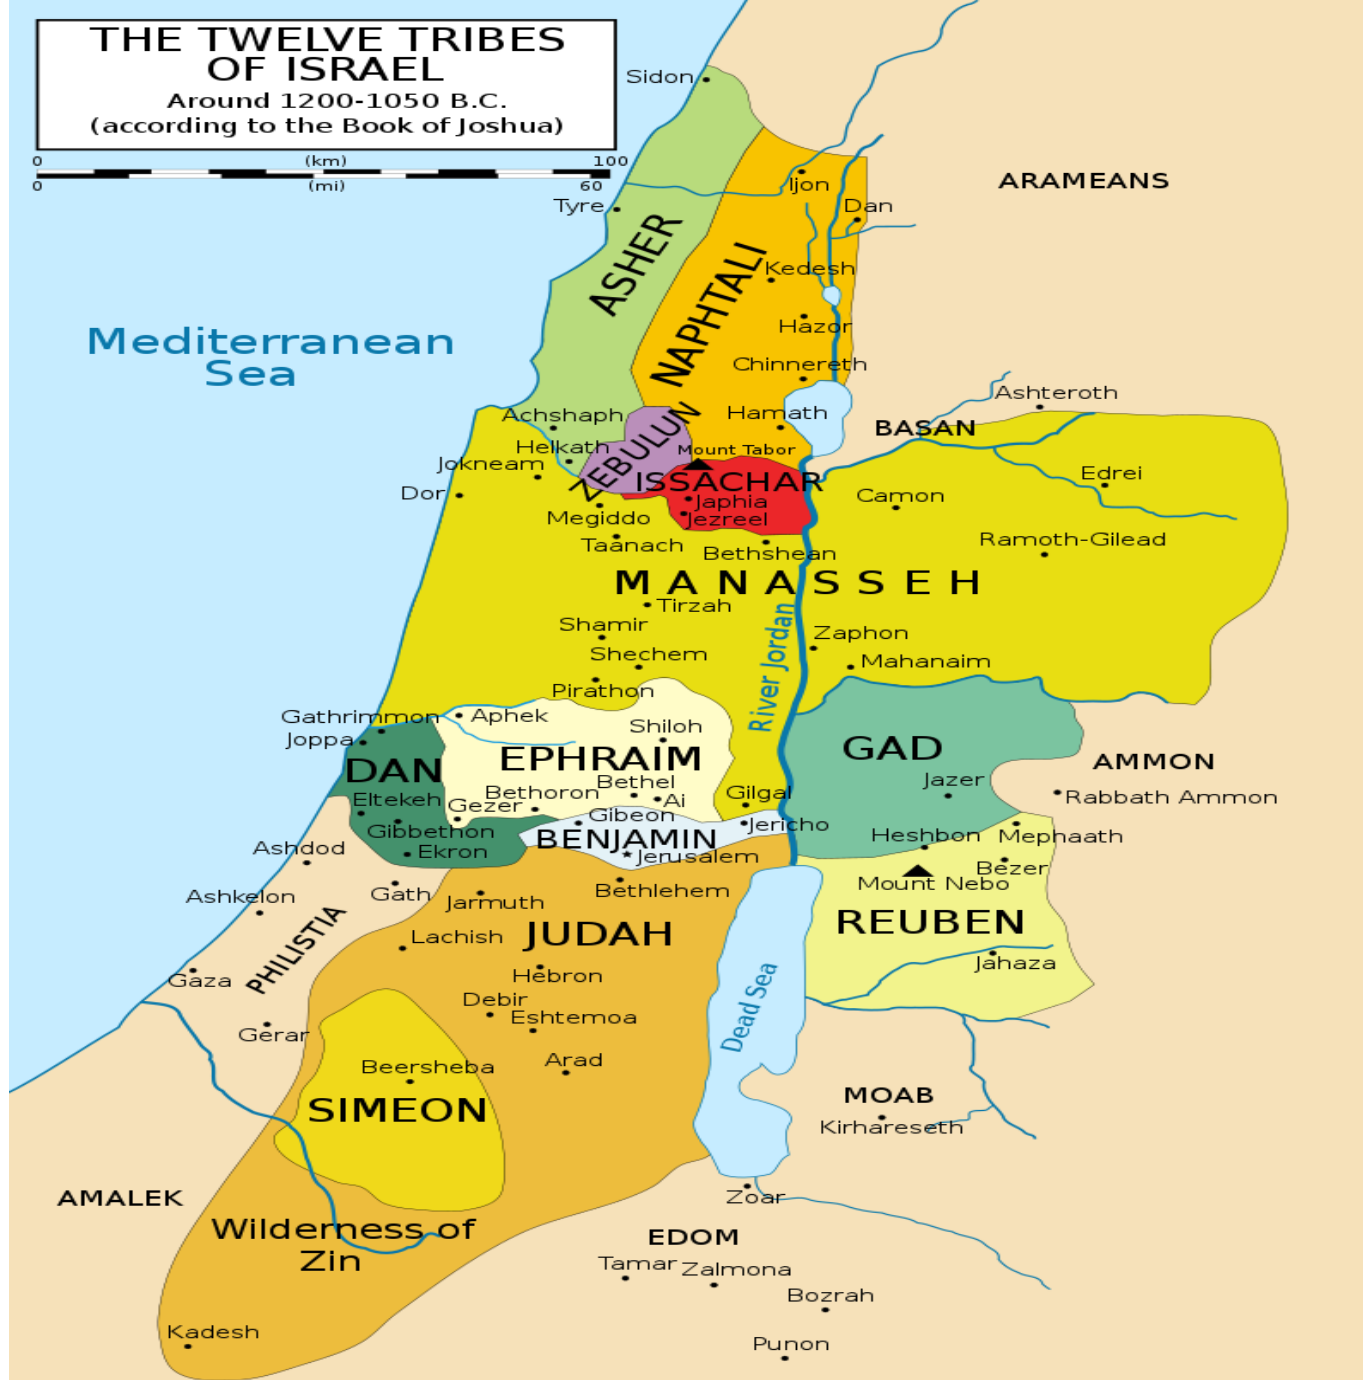 THE TWELVE TRIBES
OF ISRAEL
Around 1200-1050 B.C.
(according to the Book of Joshua)
0 (km) 100
0 (mi) 60
Sidon
ARAMEANS
Ijon
Tyre
Dan
ASHER
NAPHTALI
Kedesh
Hazor
Mediterranean
Sea
Chinnereth
Ashteroth
Achshaph
Hamath
BASAN
ZEBULUN
Helkath
Mount Tabor
Jokneam
Edrei
ISSACHAR
Dor
Camon
Japhia
Megiddo
Jezreel
Taanach
Bethshean
Ramoth-Gilead
MANASSEH
Tirzah
Shamir
Zaphon
Shechem
Mahanaim
River Jordan
Pirathon
Gathrimmon
Aphek
Shiloh
Joppa
EPHRAIM
GAD
AMMON
DAN
Bethel
Jazer
Eltekeh
Bethoron
Ai
Gilgal
Rabbath Ammon
Gezer
Gibeon
Jericho
Gibbethon
BENJAMIN
Heshbon
Mephaath
Ashdod
Ekron
Jerusalem
Bezer
Mount Nebo
Ashkelon
Gath
Jarmuth
Bethlehem
REUBEN
PHILISTIA
Lachish
JUDAH
Jahaza
Gaza
Hebron
Dead Sea
Debir
Eshtemoa
Gerar
Beersheba
Arad
SIMEON
MOAB
Kirhareseth
AMALEK
Zoar
Wilderness of
Zin
EDOM
Tamar
Zalmona
Bozrah
Kadesh
Punon